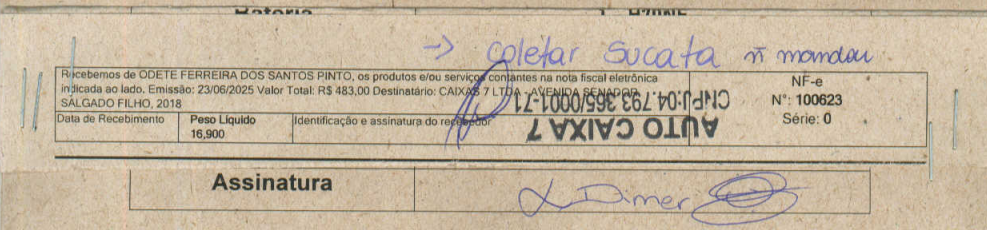 Bateria
→ Coletar Sucata ñ mandou
Recebemos de ODETE FERREIRA DOS SANTOS PINTO, os produtos e/ou serviços contantes na nota fiscal eletrônica
indicada ao lado. Emissão: 23/06/2025 Valor Total: R$ 483,00 Destinatário: CAIXAS 7 LTDA - AVENIDA SENADOR
SALGADO FILHO, 2018
NF-e
N°: 100623
Série: 0
Data de Recebimento
Peso Líquido
16,900
Identificação e assinatura do recebedor
AUTO CAIXA 7
CNPJ:04.793.365/0001-71
Assinatura
Dimer